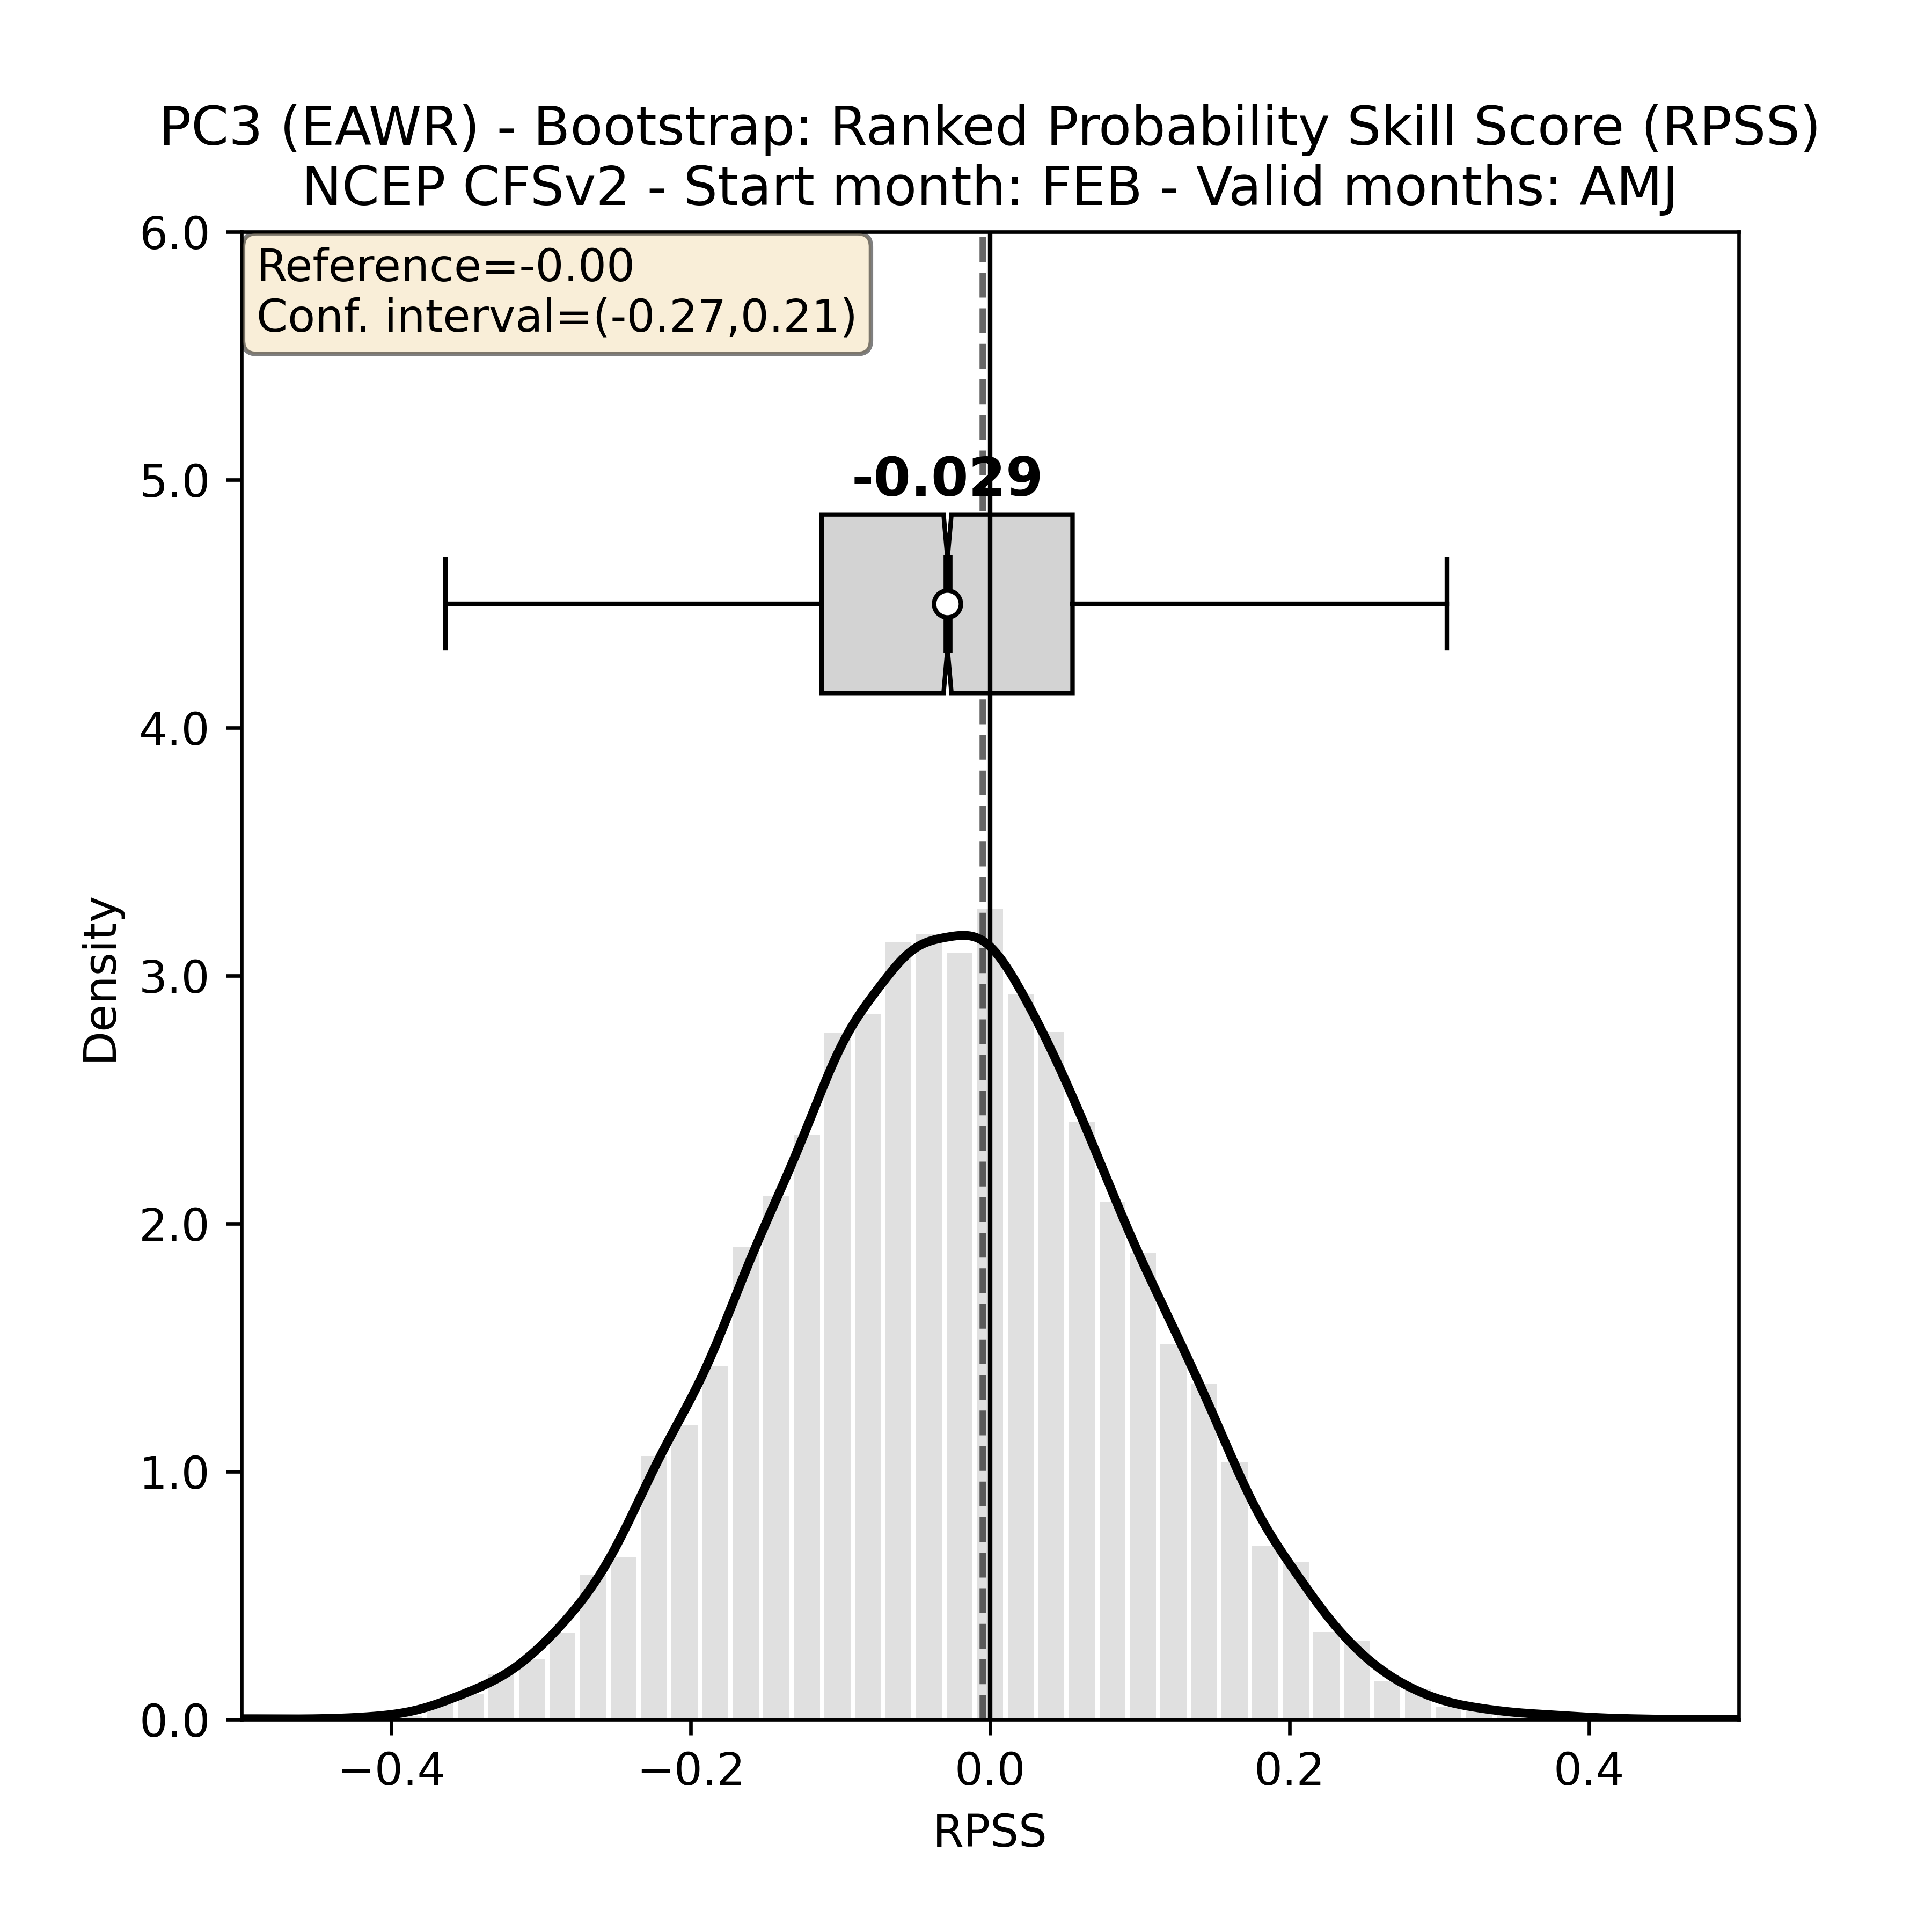 PC3 (EAWR) - Bootstrap: Ranked Probability Skill Score (RPSS)
NCEP CFSv2 - Start month: FEB - Valid months: AMJ
6.0
Reference=-0.00
Conf. interval=(-0.27,0.21)
5.0
-0.029
4.0
Density
3.0
2.0
1.0
0.0
−0.4
−0.2
0.0
0.2
0.4
RPSS